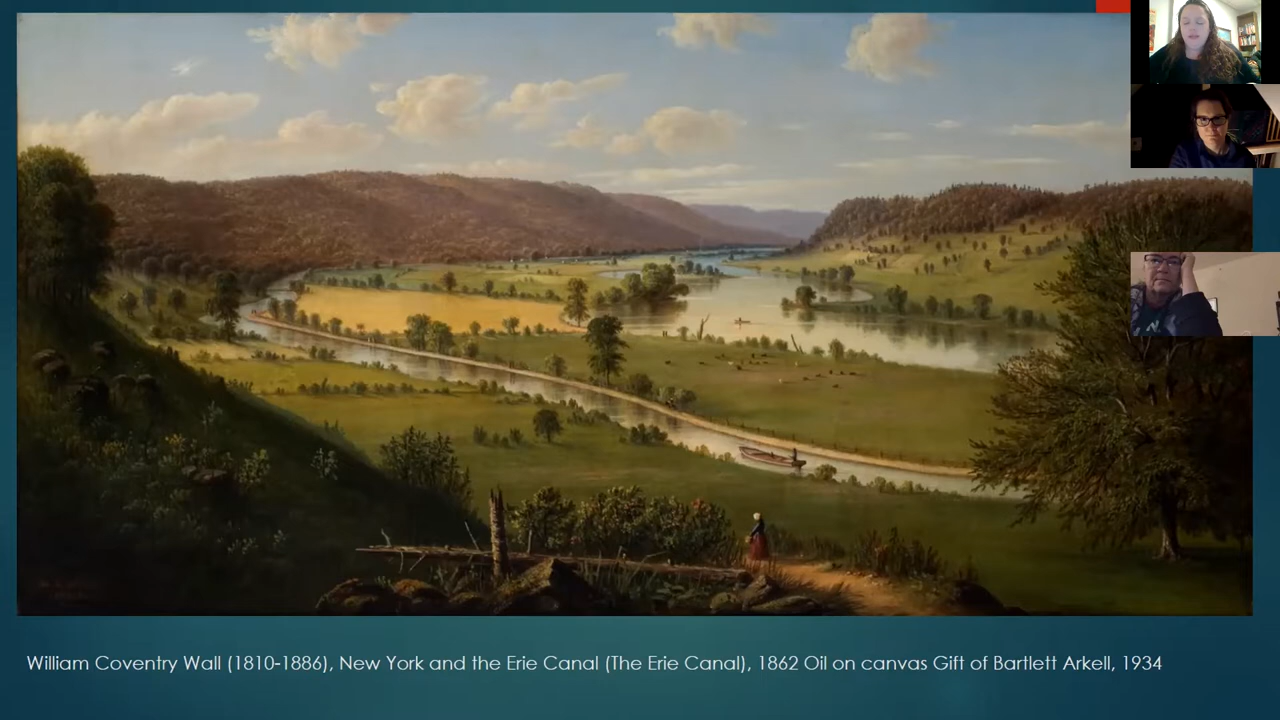 William Coventry Wall (1810-1886), New York and the Erie Canal (The Erie Canal), 1862 Oil on canvas Gift of Bartlett Arkell, 1934